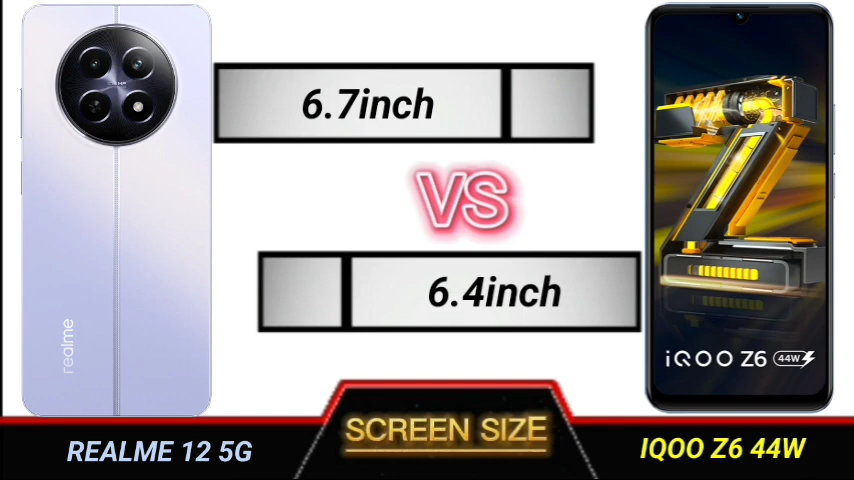 6.7inch
VS
6.4inch
realme
iQOO Z6 44W
SCREEN SIZE
REALME 12 5G
IQOO Z6 44W